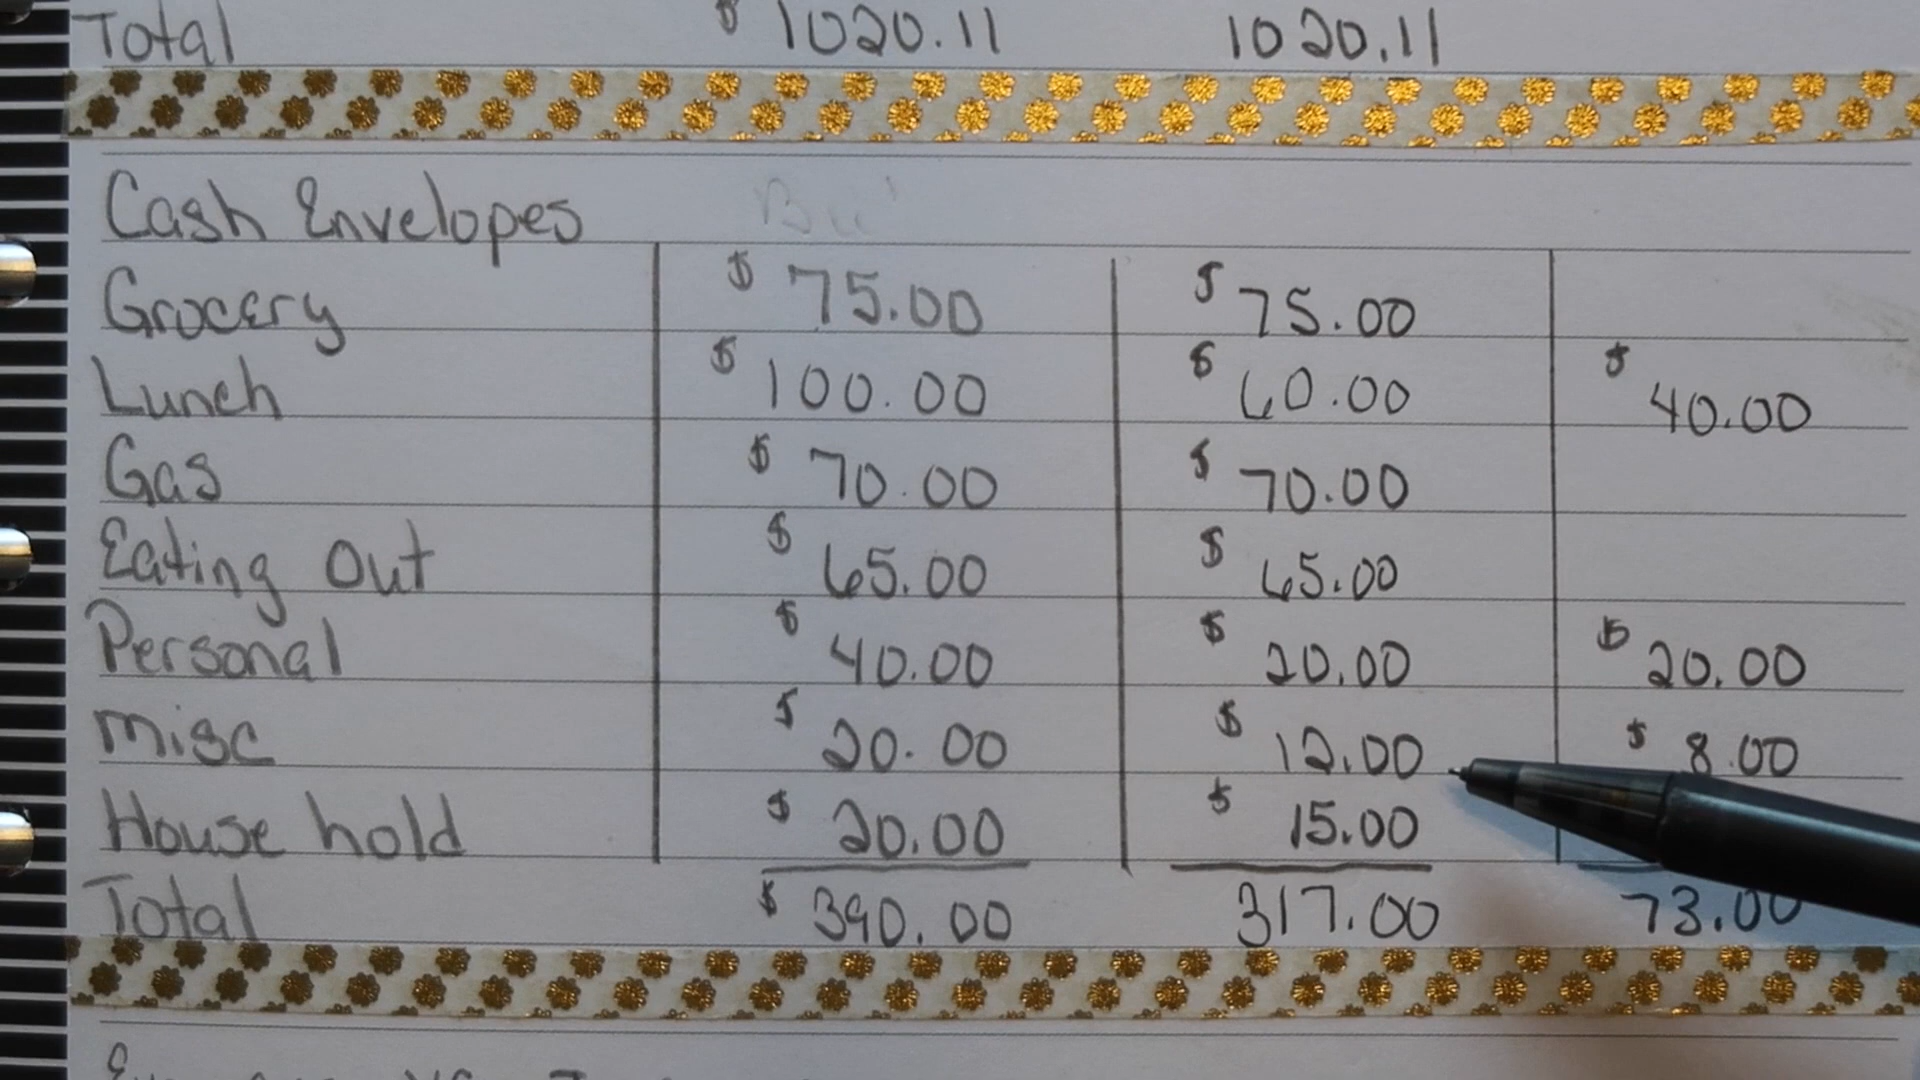 Total $ 1020.11 1020.11
Cash Envelopes
Grocery $ 75.00 $ 75.00
Lunch $ 100.00 $ 60.00 $ 40.00
Gas $ 70.00 $ 70.00
Eating Out $ 65.00 $ 65.00
Personal $ 40.00 $ 20.00 $ 20.00
misc $ 20.00 $ 12.00 $ 8.00
House hold $ 20.00 $ 15.00
Total $ 390.00 317.00 73.00